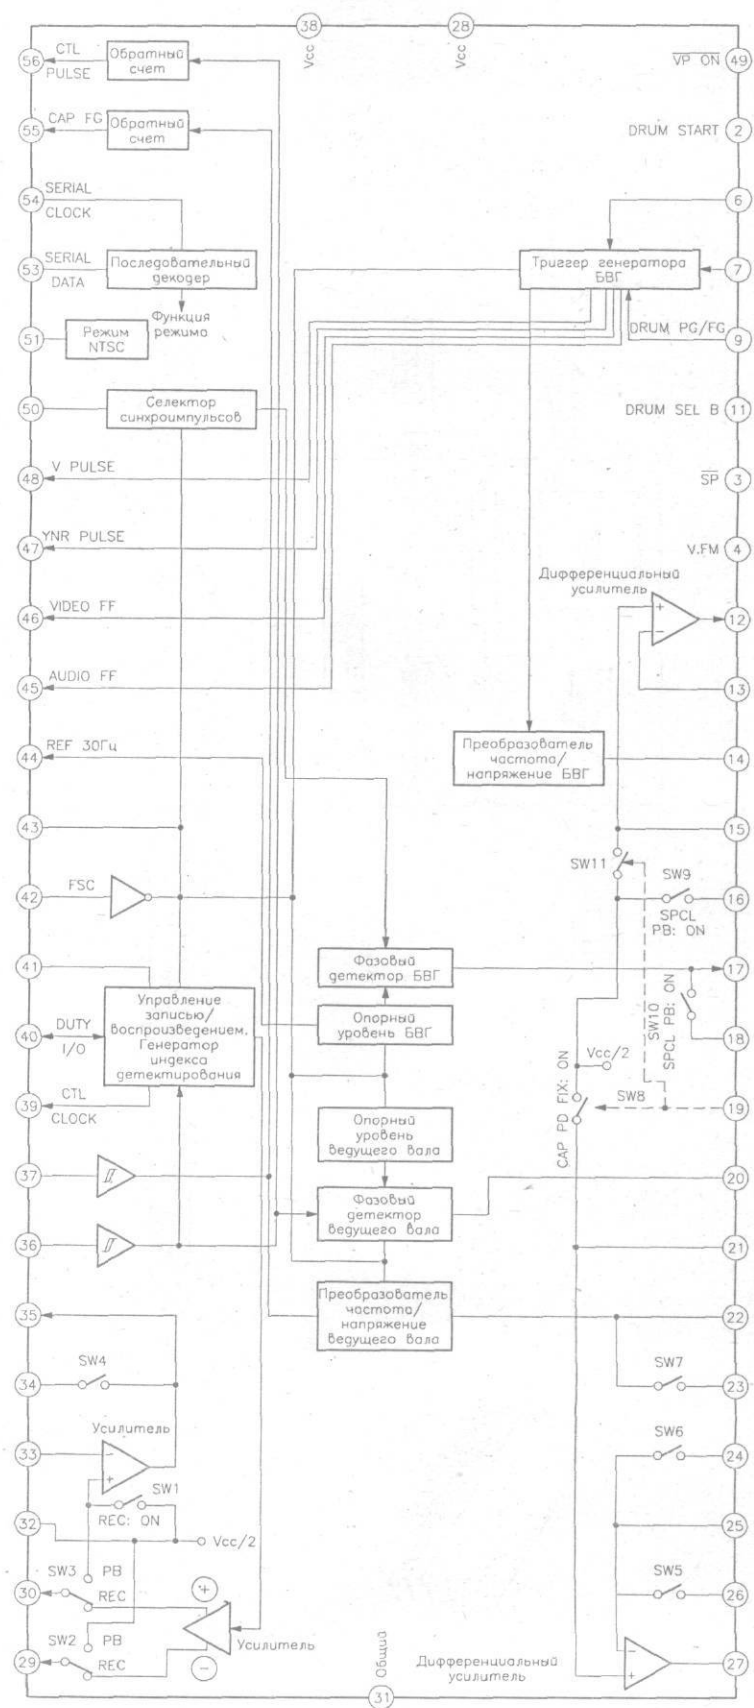 38
28
Vcc
Vcc
56
CTL
PULSE
Обратный
счет
VP ON
49
55
CAP FG
Обратный
счет
DRUM START
2
54
SERIAL
CLOCK
6
53
SERIAL
DATA
Последовательный
декодер
Триггер генератора
БВГ
7
Функция
режима
51
Режим
NTSC
DRUM PG/FG
9
50
Селектор
синхроимпульсов
DRUM SEL B
11
48
V PULSE
SP
3
47
YNR PULSE
V.FM
4
Дифференциальный
усилитель
46
VIDEO FF
+
−
12
45
AUDIO FF
13
44
REF 30Гц
Преобразователь
частота/
напряжение БВГ
14
43
15
SW11
SW9
42
FSC
16
SPCL
PB: ON
41
Фазовый
детектор БВГ
17
40
DUTY
I/O
Управление
записью/
воспроизведением.
Генератор
индекса
детектирования
Опорный
уровень БВГ
SW10
SPCL PB: ON
18
Vcc/2
39
CTL
CLOCK
CAP PD FIX: ON
SW8
19
Опорный
уровень
ведущего вала
37
20
Фазовый
детектор
ведущего вала
36
21
35
Преобразователь
частота/
напряжение
ведущего вала
22
SW4
SW7
34
23
Усилитель
SW6
33
−
+
24
SW1
REC: ON
32
Vcc/2
25
SW3
PB
SW5
30
REC
+
26
SW2
PB
Усилитель
29
REC
−
Общий
31
Дифференциальный
усилитель
−
+
27